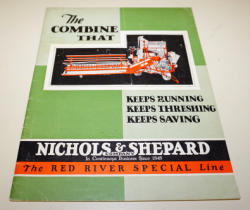 The
COMBINE
THAT
KEEPS RUNNING
KEEPS THRESHING
KEEPS SAVING
NICHOLS & SHEPARD
COMPANY
In Continuous Business Since 1848
The RED RIVER SPECIAL Line